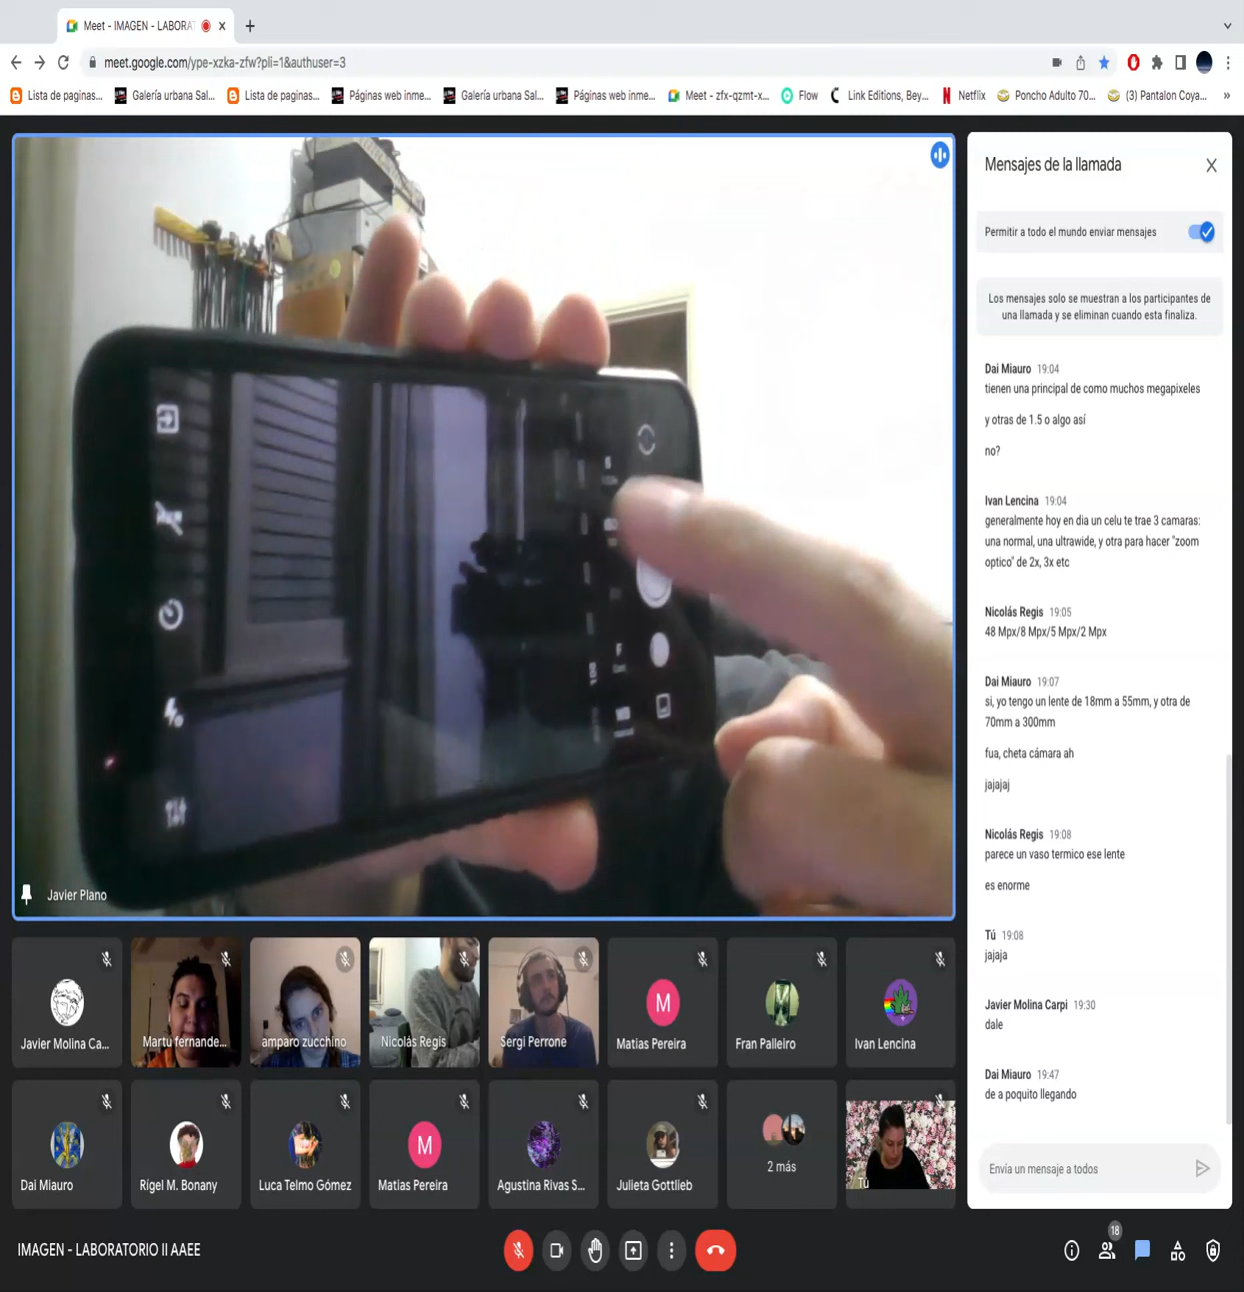 Meet - IMAGEN - LABORAT
meet.google.com/ype-xzka-zfw?pli=1&authuser=3
Lista de paginas...
Galería urbana Sal...
Lista de paginas...
Páginas web inme...
Galería urbana Sal...
Páginas web inme...
Meet - zfx-qzmt-x...
Flow
Link Editions, Bey...
Netflix
Poncho Adulto 70...
(3) Pantalon Coya...
»
Javier Plano
Mensajes de la llamada
Permitir a todo el mundo enviar mensajes
Los mensajes solo se muestran a los participantes de
una llamada y se eliminan cuando esta finaliza.
Dai Miauro 19:04
tienen una principal de como muchos megapixeles
y otras de 1.5 o algo así
no?
Ivan Lencina 19:04
generalmente hoy en dia un celu te trae 3 camaras:
una normal, una ultrawide, y otra para hacer "zoom
optico" de 2x, 3x etc
Nicolás Regis 19:05
48 Mpx/8 Mpx/5 Mpx/2 Mpx
Dai Miauro 19:07
si, yo tengo un lente de 18mm a 55mm, y otra de
70mm a 300mm
fua, cheta cámara ah
jajajaj
Nicolás Regis 19:08
parece un vaso termico ese lente
es enorme
Tú 19:08
jajaja
Javier Molina Carpi 19:30
dale
Dai Miauro 19:47
de a poquito llegando
Envía un mensaje a todos
Javier Molina Ca...
Martu fernande...
amparo zucchino
Nicolás Regis
Sergi Perrone
M
Matias Pereira
Fran Palleiro
Ivan Lencina
Dai Miauro
Rígel M. Bonany
Luca Telmo Gómez
M
Matias Pereira
Agustina Rivas S...
Julieta Gottlieb
2 más
Tú
IMAGEN - LABORATORIO II AAEE
18